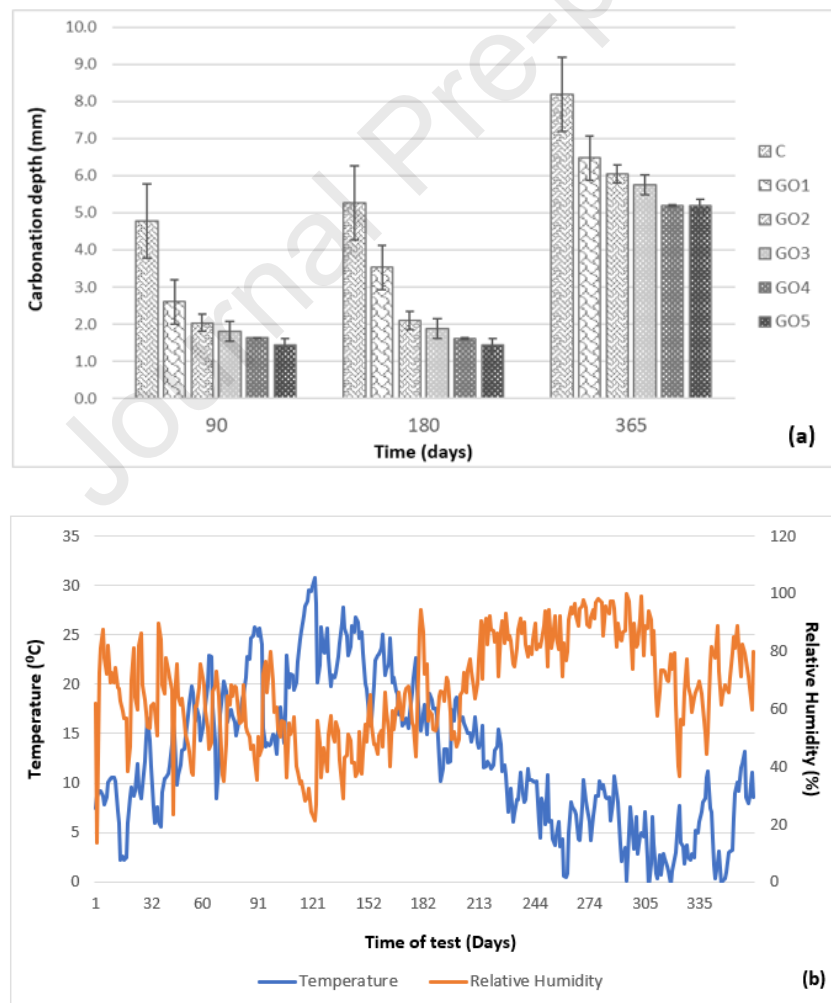 Journal Pre-p
10.0
9.0
8.0
7.0
6.0
5.0
4.0
3.0
2.0
1.0
0.0
Carbonation depth (mm)
90 180 365
Time (days)
C
GO1
GO2
GO3
GO4
GO5
(a)
35
30
25
20
15
10
5
0
Temperature (⁰C)
120
100
80
60
40
20
0
Relative Humidity (%)
1 32 60 91 121 152 182 213 244 274 305 335
Time of test (Days)
Temperature Relative Humidity
(b)